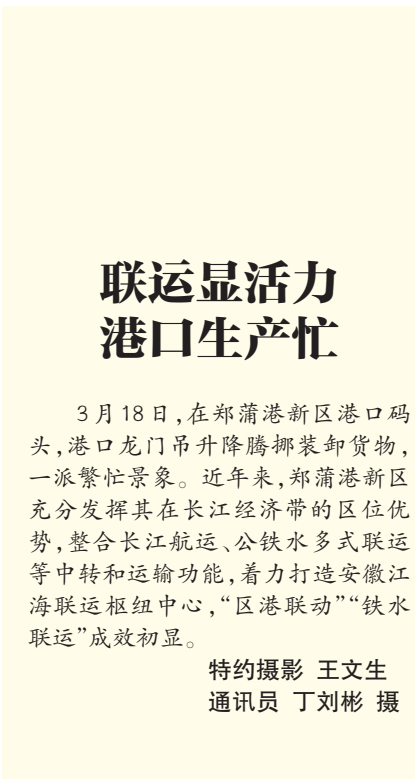 联运显活力
港口生产忙
3月18日，在郑蒲港新区港口码
头，港口龙门吊升降腾挪装卸货物，
一派繁忙景象。近年来，郑蒲港新区
充分发挥其在长江经济带的区位优
势，整合长江航运、公铁水多式联运
等中转和运输功能，着力打造安徽江
海联运枢纽中心，“区港联动”“铁水
联运”成效初显。
特约摄影 王文生
通讯员 丁刘彬 摄